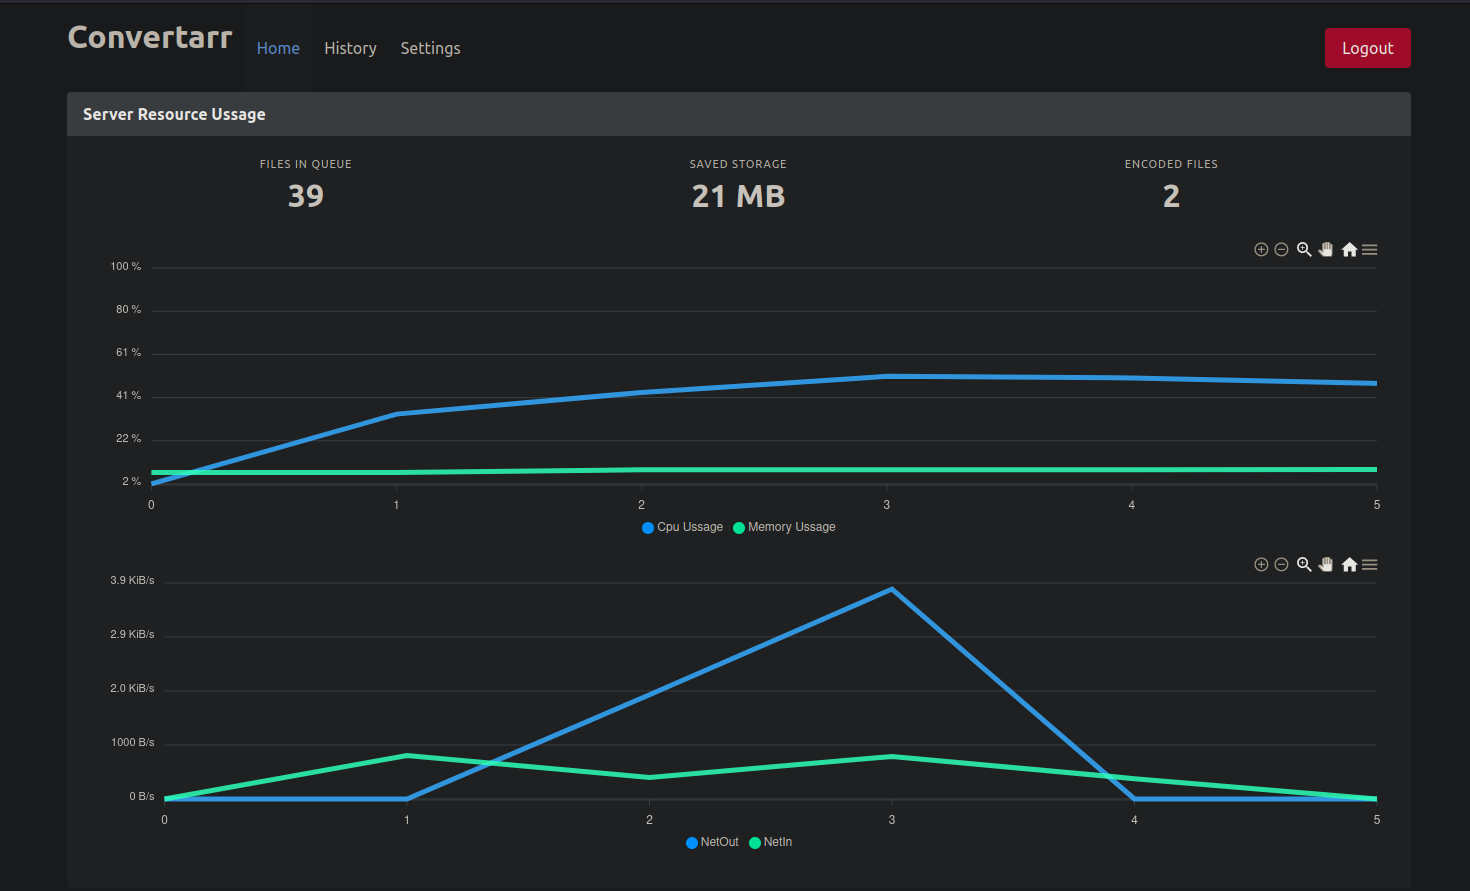 Convertarr
Home History Settings
Logout
Server Resource Ussage
FILES IN QUEUE
39
SAVED STORAGE
21 MB
ENCODED FILES
2
100 %
80 %
61 %
41 %
22 %
2 %
0 1 2 3 4 5
Cpu Ussage Memory Ussage
3.9 KiB/s
2.9 KiB/s
2.0 KiB/s
1000 B/s
0 B/s
0 1 2 3 4 5
NetOut NetIn